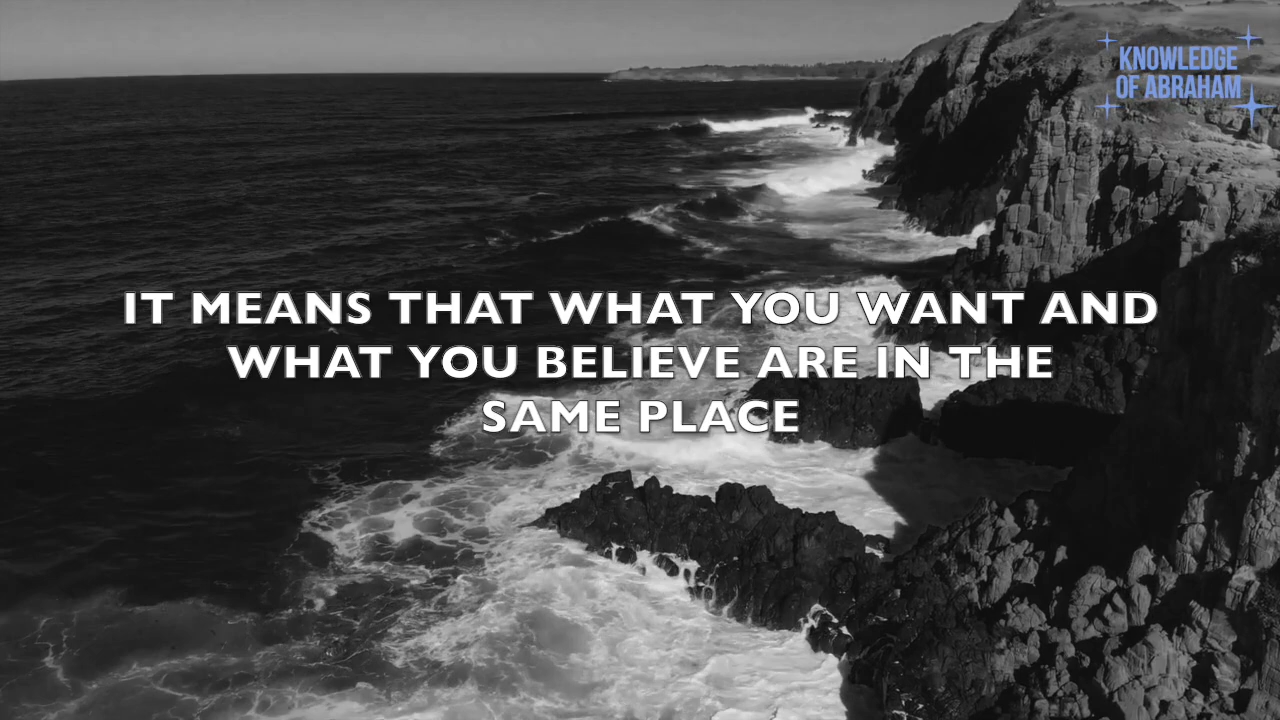 KNOWLEDGE
OF ABRAHAM
IT MEANS THAT WHAT YOU WANT AND
WHAT YOU BELIEVE ARE IN THE
SAME PLACE